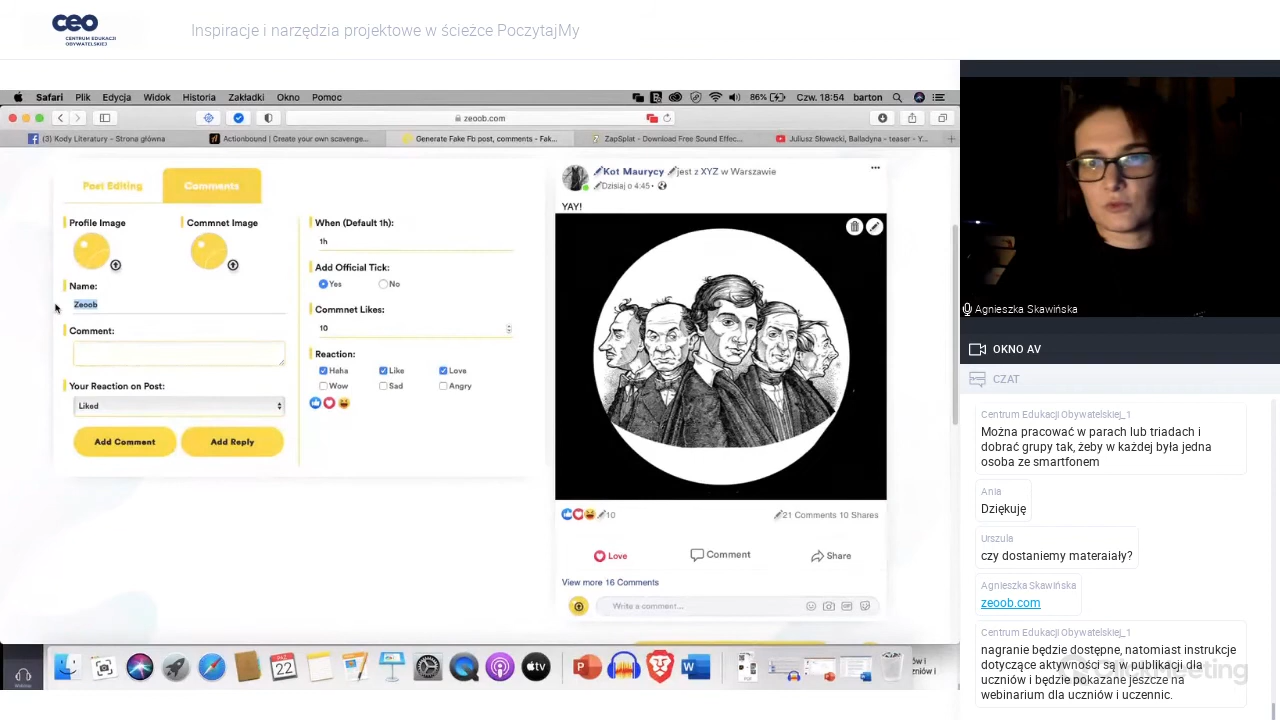 ceo
CENTRUM EDUKACJI
OBYWATELSKIEJ
Inspiracje i narzędzia projektowe w ścieżce PoczytajMy
Safari Plik Edycja Widok Historia Zakładki Okno Pomoc
86% Czw. 18:54 barton
zeoob.com
(3) Kody Literatury – Strona główna
Actionbound | Create your own scavenge...
Generate Fake Fb post, comments - Fak...
ZapSplat - Download Free Sound Effec...
Juliusz Słowacki, Balladyna - teaser - Y...
Post Editing
Comments
Profile Image
Commnet Image
Name:
Zeoob
Comment:
Your Reaction on Post:
Liked
Add Comment
Add Reply
When (Default 1h):
1h
Add Official Tick:
Yes
No
Commnet Likes:
10
Reaction:
Haha Like Love
Wow Sad Angry
Kot Maurycy jest z XYZ w Warszawie
Dzisiaj o 4:45
YAY!
10
21 Comments 10 Shares
Love
Comment
Share
View more 16 Comments
Write a comment...
22
tv
Agnieszka Skawińska
OKNO AV
CZAT
Centrum Edukacji Obywatelskiej_1
Można pracować w parach lub triadach i
dobrać grupy tak, żeby w każdej była jedna
osoba ze smartfonem
Ania
Dziękuję
Urszula
czy dostaniemy materaiały?
Agnieszka Skawińska
zeoob.com
Centrum Edukacji Obywatelskiej_1
nagranie będzie dostępne, natomiast instrukcje
dotyczące aktywności są w publikacji dla
uczniów i będzie pokazane jeszcze na
webinarium dla uczniów i uczennic.
ClickMeeting